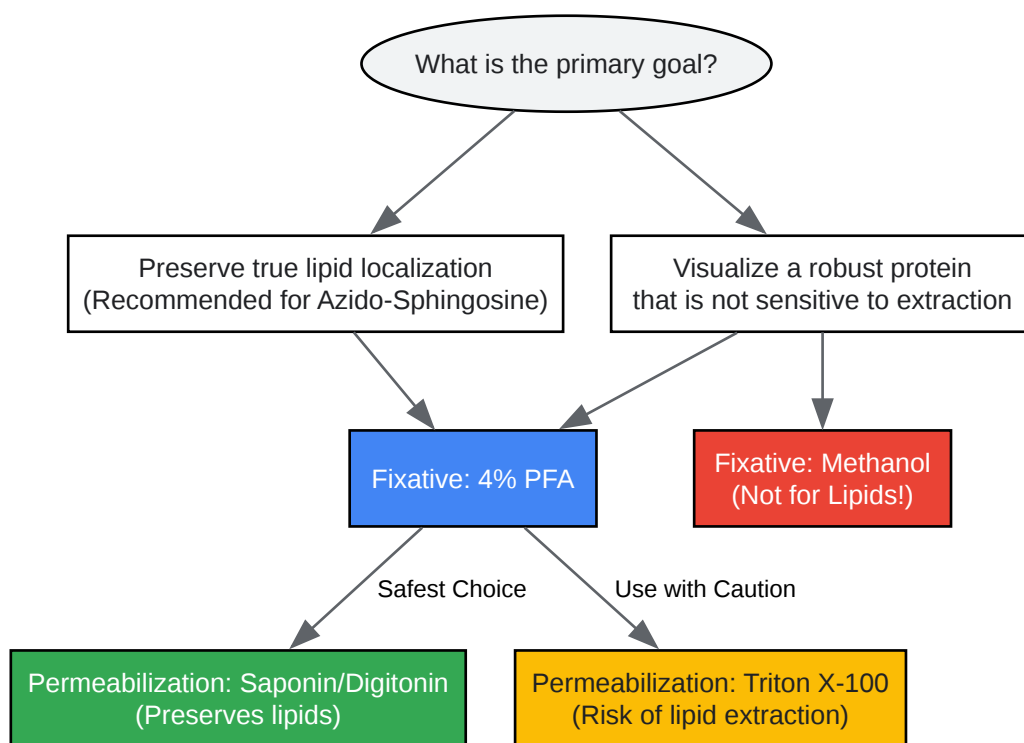 What is the primary goal?
Preserve true lipid localization
(Recommended for Azido-Sphingosine)
Visualize a robust protein
that is not sensitive to extraction
Fixative: 4% PFA
Fixative: Methanol
(Not for Lipids!)
Safest Choice
Use with Caution
Permeabilization: Saponin/Digitonin
(Preserves lipids)
Permeabilization: Triton X-100
(Risk of lipid extraction)